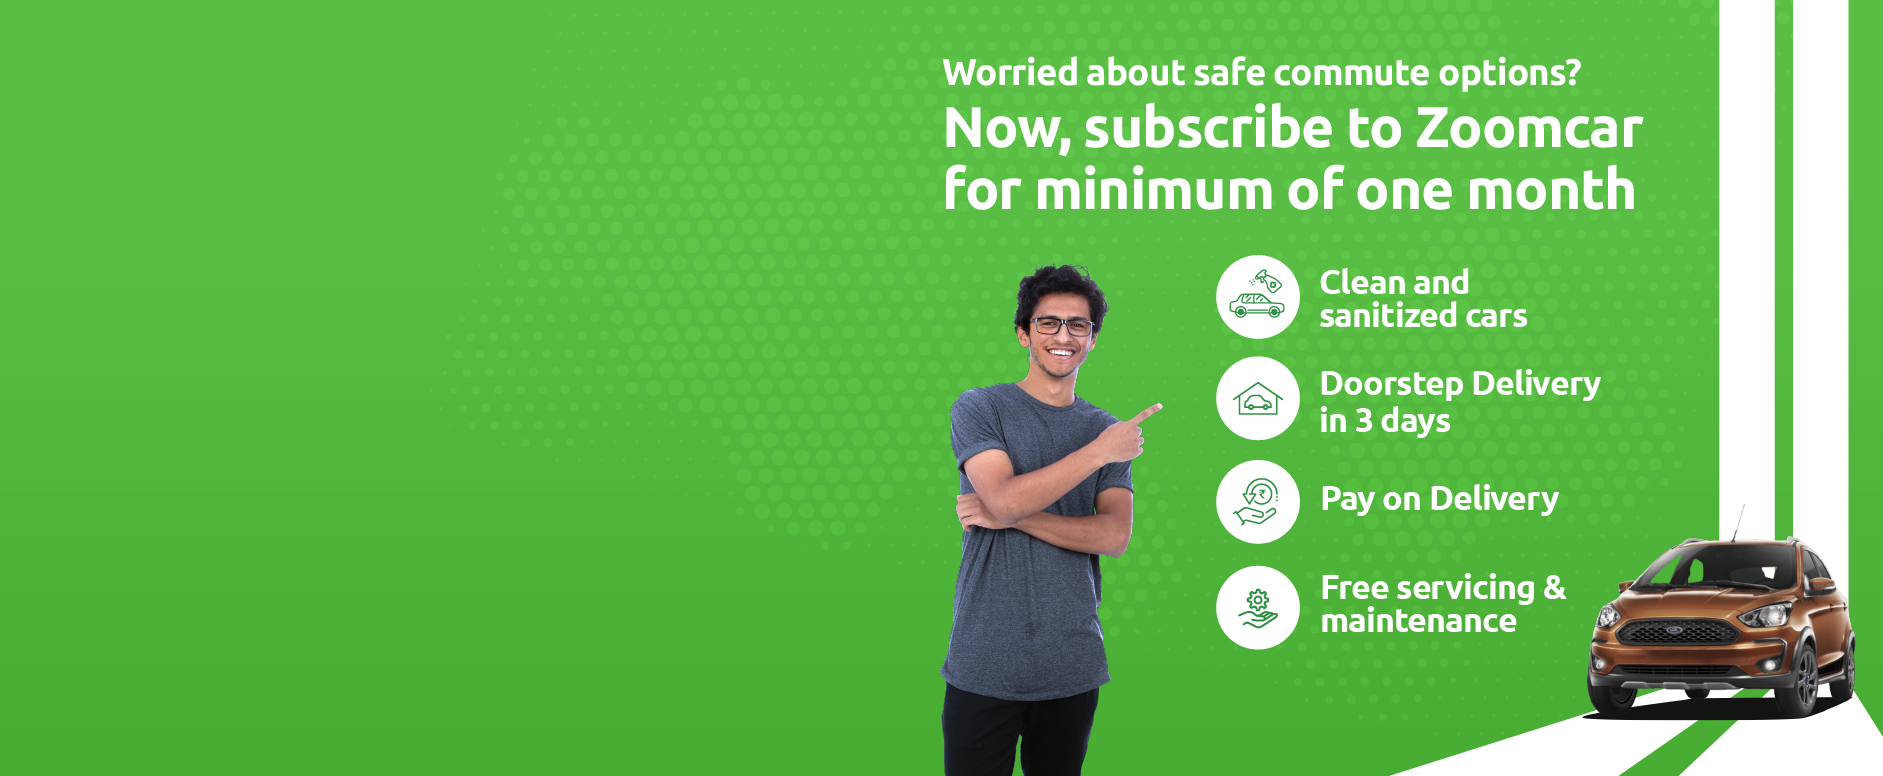 Worried about safe commute options?
Now, subscribe to Zoomcar
for minimum of one month
Clean and
sanitized cars
Doorstep Delivery
in 3 days
₹
Pay on Delivery
Free servicing &
maintenance